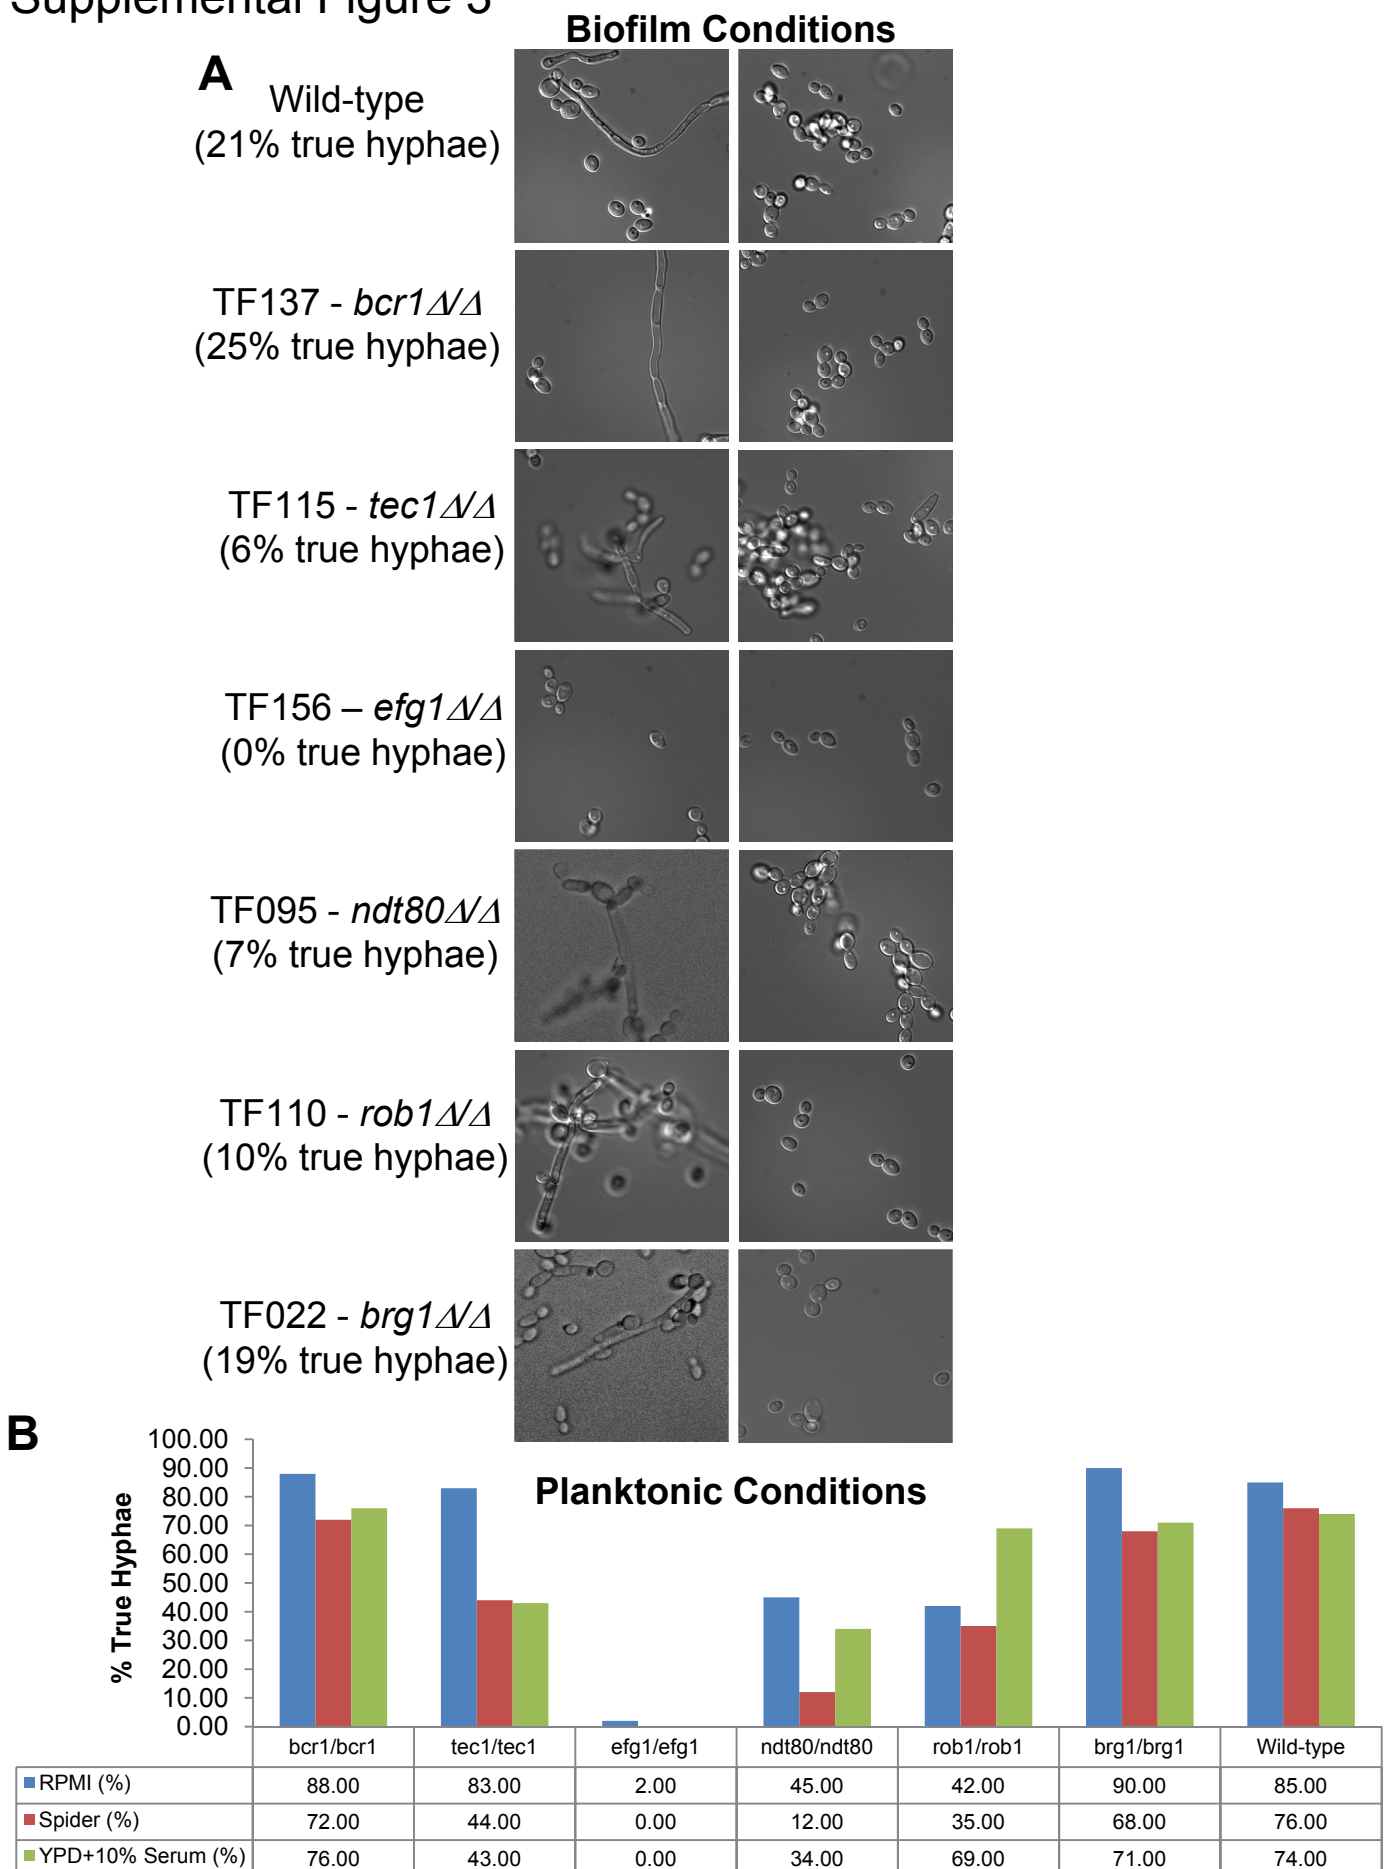 Supplemental Figure 3
Biofilm Conditions
A
Wild-type
(21% true hyphae)
TF137 - bcr1Δ/Δ
(25% true hyphae)
TF115 - tec1Δ/Δ
(6% true hyphae)
TF156 – efg1Δ/Δ
(0% true hyphae)
TF095 - ndt80Δ/Δ
(7% true hyphae)
TF110 - rob1Δ/Δ
(10% true hyphae)
TF022 - brg1Δ/Δ
(19% true hyphae)
B
Planktonic Conditions
% True Hyphae
100.00
90.00
80.00
70.00
60.00
50.00
40.00
30.00
20.00
10.00
0.00
bcr1/bcr1 tec1/tec1 efg1/efg1 ndt80/ndt80 rob1/rob1 brg1/brg1 Wild-type
RPMI (%) 88.00 83.00 2.00 45.00 42.00 90.00 85.00
Spider (%) 72.00 44.00 0.00 12.00 35.00 68.00 76.00
YPD+10% Serum (%) 76.00 43.00 0.00 34.00 69.00 71.00 74.00